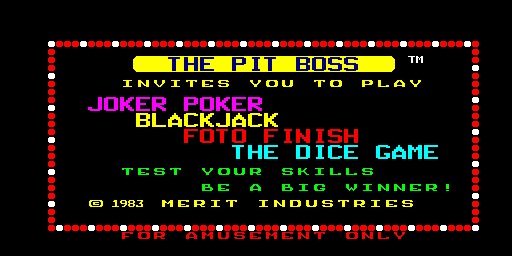 THE PIT BOSS ™
INVITES YOU TO PLAY
JOKER POKER
BLACKJACK
FOTO FINISH
THE DICE GAME
TEST YOUR SKILLS
BE A BIG WINNER!
© 1983 MERIT INDUSTRIES
FOR AMUSEMENT ONLY